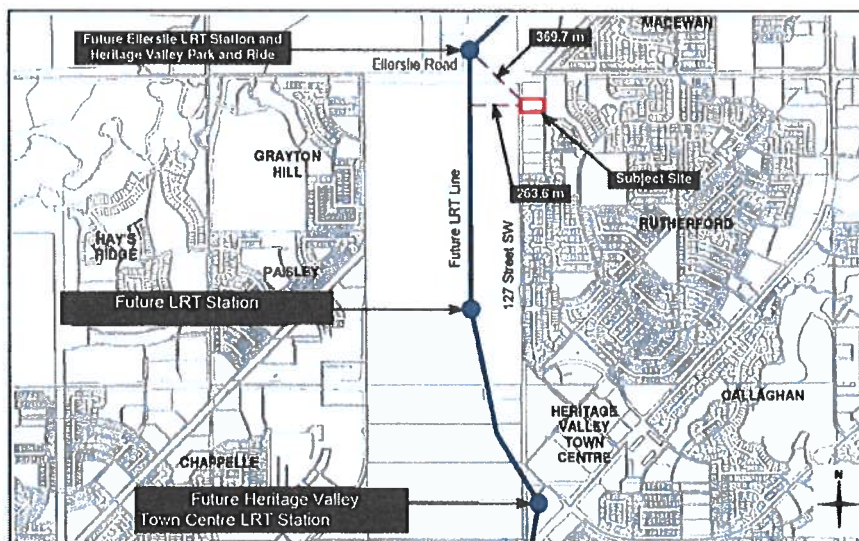 MACEWAN
Future Ellerslie LRT Station and
Heritage Valley Park and Ride
369.7 m
Ellerslie Road
GRAYTON
HILL
263.6 m
Subject Site
RUTHERFORD
HAY'S
RIDGE
Future LRT Line
127 Street SW
PAISLEY
Future LRT Station
CALLAGHAN
HERITAGE
VALLEY
TOWN
CENTRE
CHAPPELLE
Future Heritage Valley
Town Centre LRT Station
N